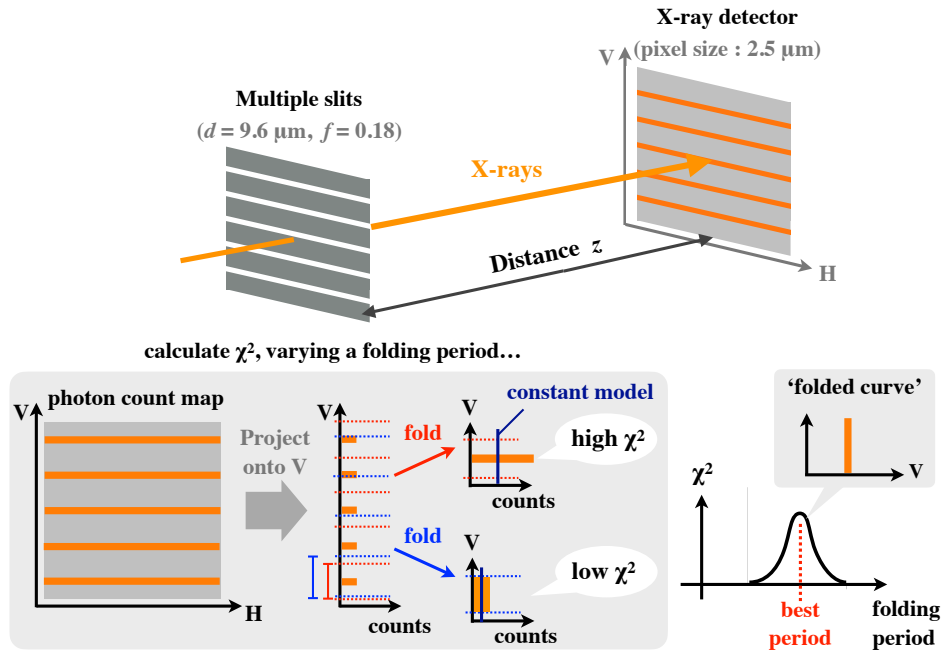 X-ray detector
(pixel size : 2.5 μm)
V
Multiple slits
(d = 9.6 μm, f = 0.18)
X-rays
Distance z
H
calculate χ², varying a folding period…
V
photon count map
H
Project
onto V
V
counts
fold
fold
V
constant model
high χ²
counts
V
low χ²
counts
‘folded curve’
V
χ²
best
period
folding
period